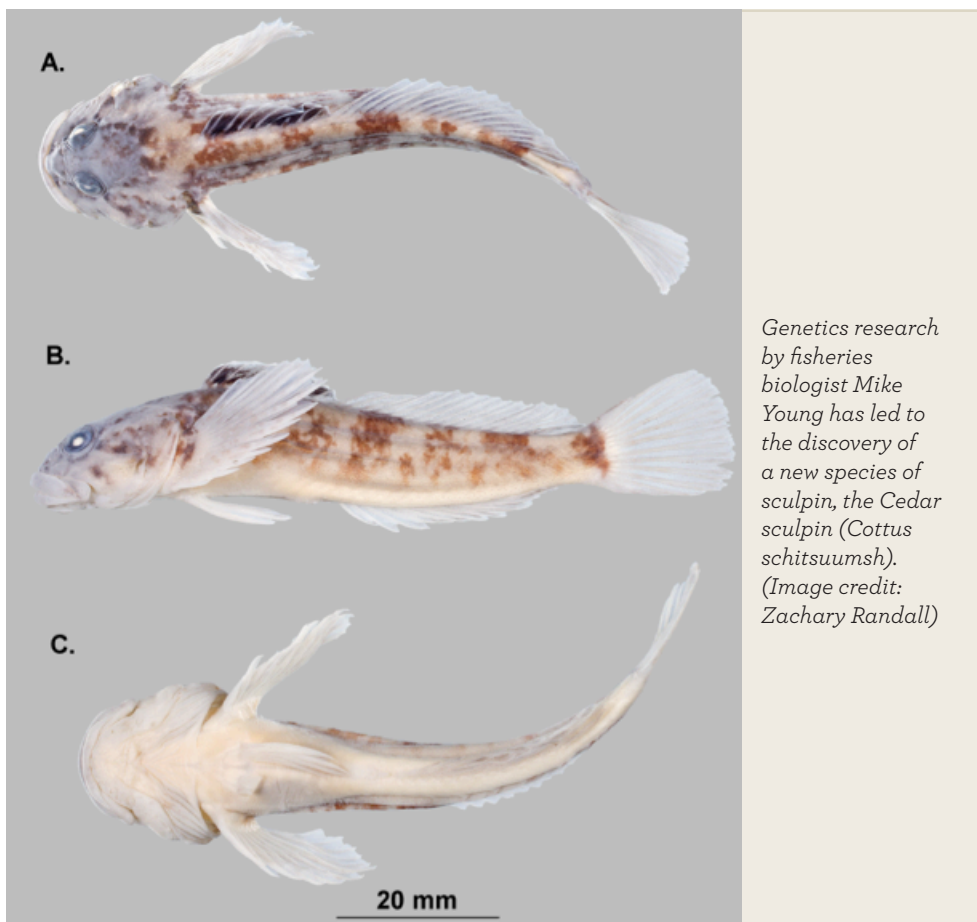 A.
B.
Genetics research
by fisheries
biologist Mike
Young has led to
the discovery of
a new species of
sculpin, the Cedar
sculpin (Cottus
schitsuumsh).
(Image credit:
Zachary Randall)
C.
20 mm